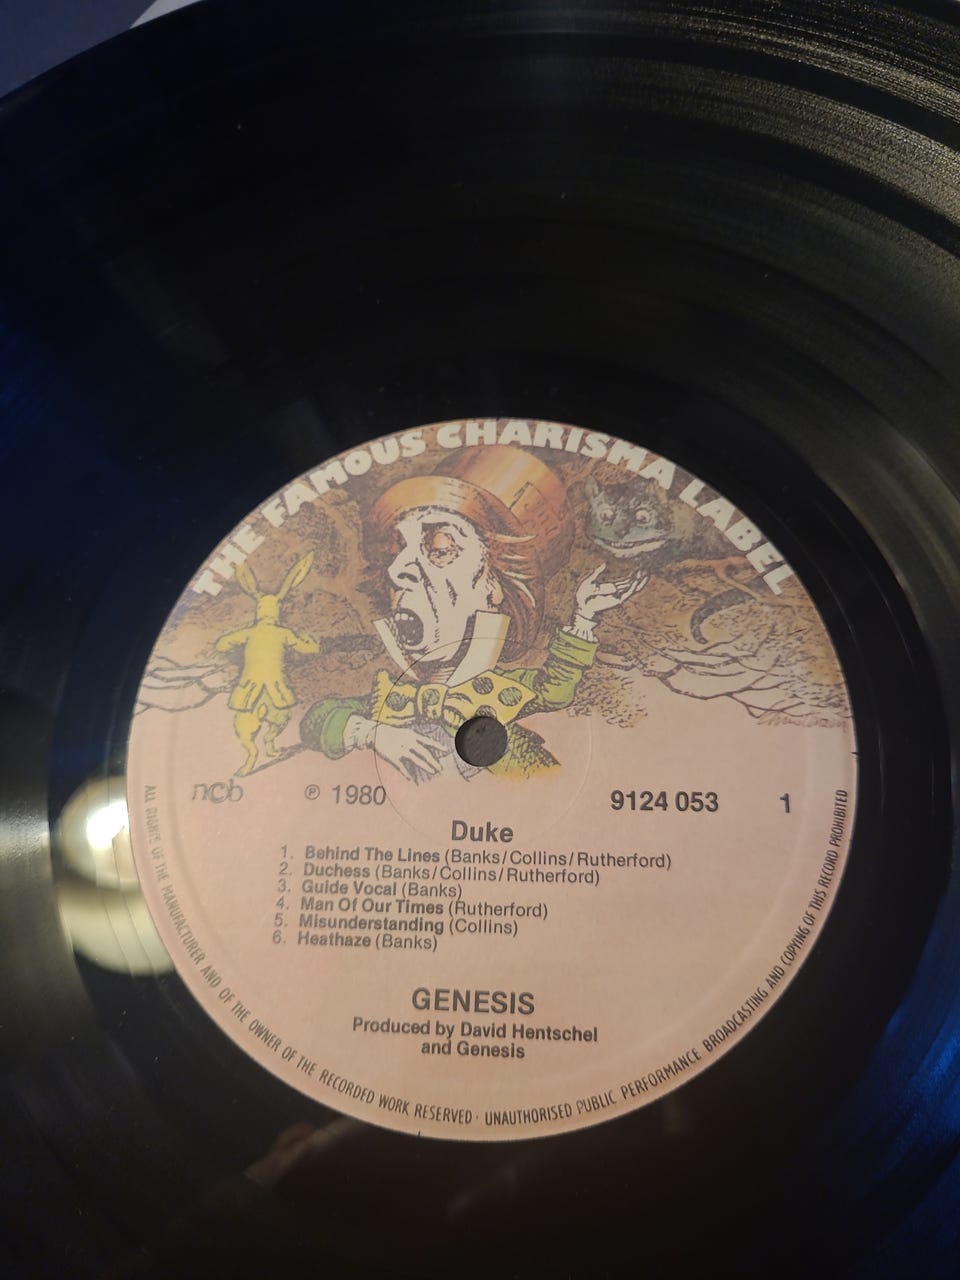 THE FAMOUS CHARISMA LABEL
ncb
℗ 1980
9124 053
1
Duke
1. Behind The Lines (Banks/Collins/Rutherford)
2. Duchess (Banks/Collins/Rutherford)
3. Guide Vocal (Banks)
4. Man Of Our Times (Rutherford)
5. Misunderstanding (Collins)
6. Heathaze (Banks)
GENESIS
Produced by David Hentschel
and Genesis
ALL RIGHTS OF THE MANUFACTURER AND OF THE OWNER OF THE RECORDED WORK RESERVED · UNAUTHORISED PUBLIC PERFORMANCE BROADCASTING AND COPYING OF THIS RECORD PROHIBITED